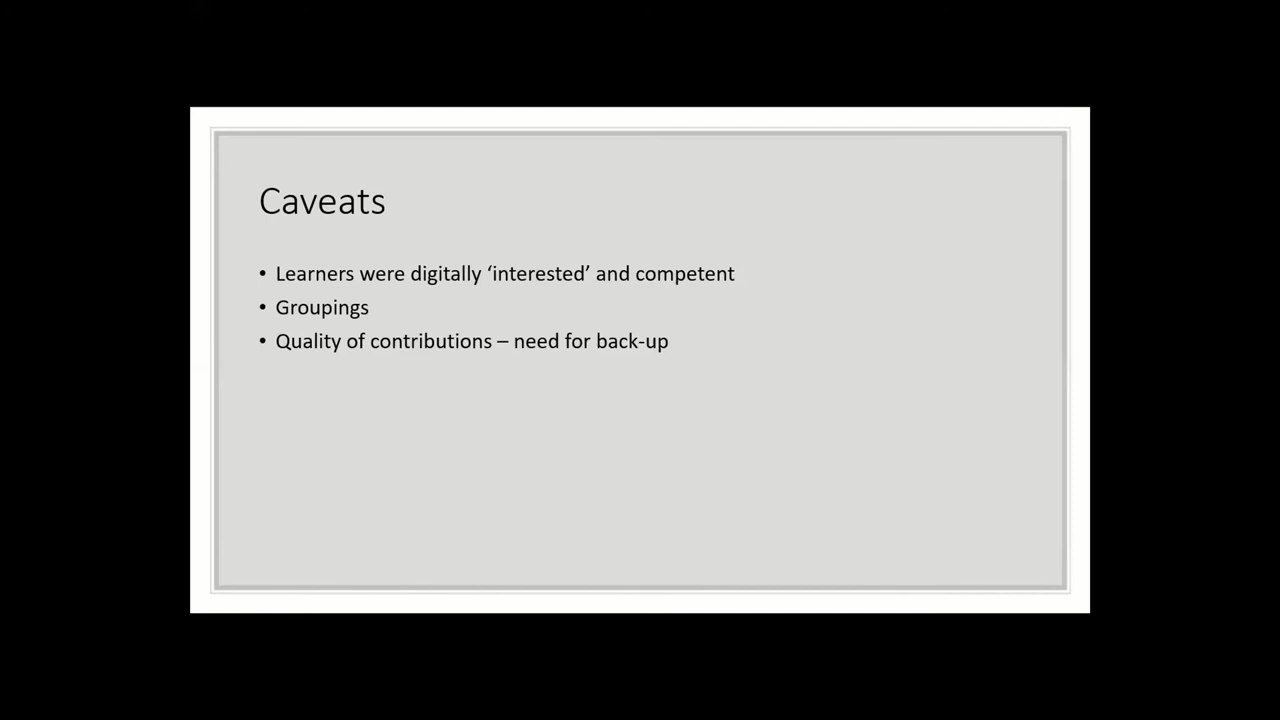 Caveats
• Learners were digitally ‘interested’ and competent
• Groupings
• Quality of contributions – need for back-up